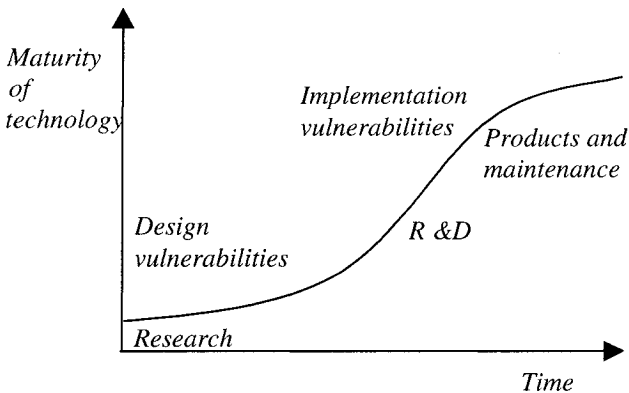 Maturity
of
technology
Implementation
vulnerabilities
Products and
maintenance
Design
vulnerabilities
R &D
Research
Time